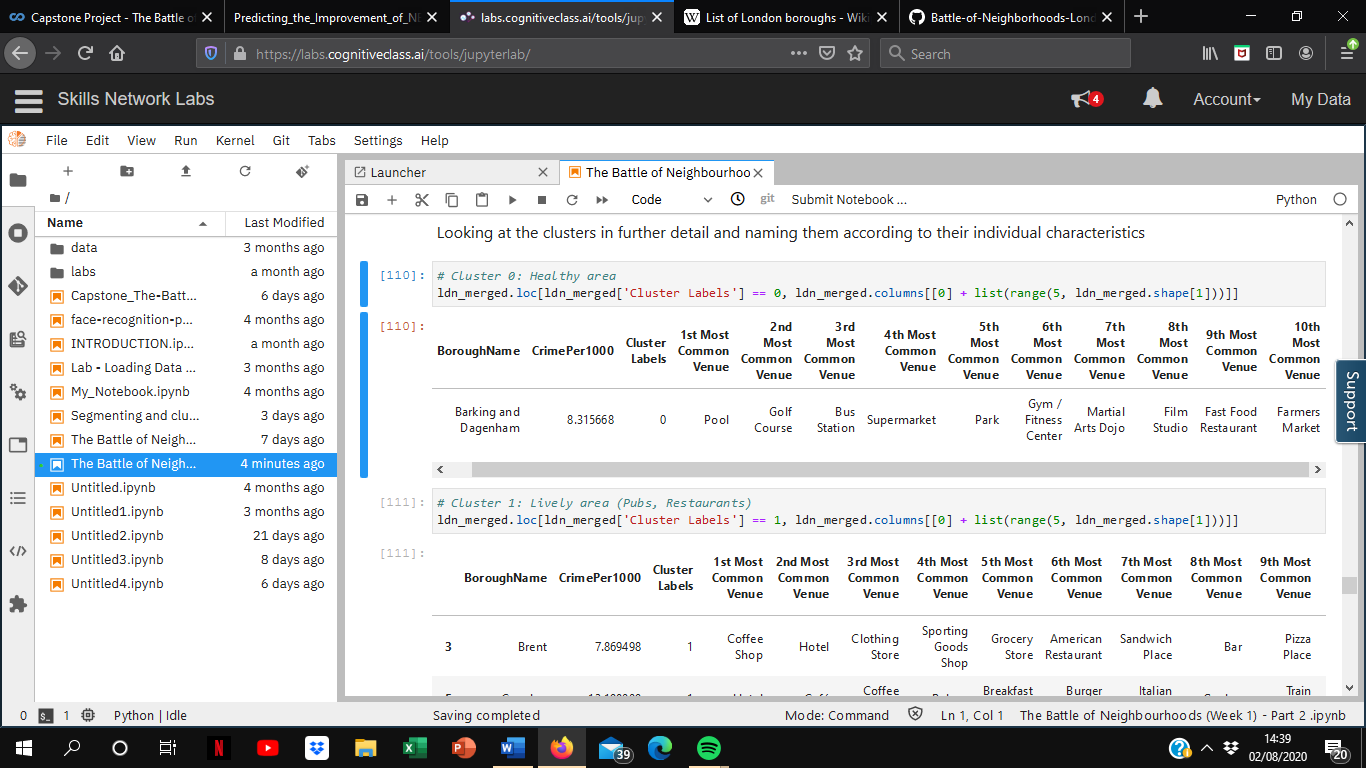 Capstone Project - The Battle of
Predicting_the_Improvement_of_NB
labs.cognitiveclass.ai/tools/jup
List of London boroughs - Wiki
Battle-of-Neighborhoods-Lond
https://labs.cognitiveclass.ai/tools/jupyterlab/
Search
Skills Network Labs
4
Account
My Data
File Edit View Run Kernel Git Tabs Settings Help
Launcher
The Battle of Neighbourhoo
/
Code
git
Submit Notebook ...
Python
Name Last Modified
data 3 months ago
labs a month ago
Capstone_The-Batt... 6 days ago
face-recognition-p... 4 months ago
INTRODUCTION.ip... a month ago
Lab - Loading Data ... 3 months ago
My_Notebook.ipynb 4 months ago
Segmenting and clu... 3 days ago
The Battle of Neigh... 7 days ago
The Battle of Neigh... 4 minutes ago
Untitled.ipynb 4 months ago
Untitled1.ipynb 3 months ago
Untitled2.ipynb 21 days ago
Untitled3.ipynb 8 days ago
Untitled4.ipynb 6 days ago
Looking at the clusters in further detail and naming them according to their individual characteristics
[110]:
# Cluster 0: Healthy area
ldn_merged.loc[ldn_merged['Cluster Labels'] == 0, ldn_merged.columns[[0] + list(range(5, ldn_merged.shape[1]))]]
[110]:
BoroughName CrimePer1000 Cluster Labels 1st Most Common Venue 2nd Most Common Venue 3rd Most Common Venue 4th Most Common Venue 5th Most Common Venue 6th Most Common Venue 7th Most Common Venue 8th Most Common Venue 9th Most Common Venue 10th Most Common Venue
Barking and Dagenham 8.315668 0 Pool Golf Course Bus Station Supermarket Park Gym / Fitness Center Martial Arts Dojo Film Studio Fast Food Restaurant Farmers Market
[111]:
# Cluster 1: Lively area (Pubs, Restaurants)
ldn_merged.loc[ldn_merged['Cluster Labels'] == 1, ldn_merged.columns[[0] + list(range(5, ldn_merged.shape[1]))]]
[111]:
BoroughName CrimePer1000 Cluster Labels 1st Most Common Venue 2nd Most Common Venue 3rd Most Common Venue 4th Most Common Venue 5th Most Common Venue 6th Most Common Venue 7th Most Common Venue 8th Most Common Venue 9th Most Common Venue
3 Brent 7.869498 1 Coffee Shop Hotel Clothing Store Sporting Goods Shop Grocery Store American Restaurant Sandwich Place Bar Pizza Place
Coffee Breakfast Burger Italian Train
Support
0 1 Python | Idle Saving completed Mode: Command Ln 1, Col 1 The Battle of Neighbourhoods (Week 1) - Part 2 .ipynb
39
14:39
02/08/2020
20